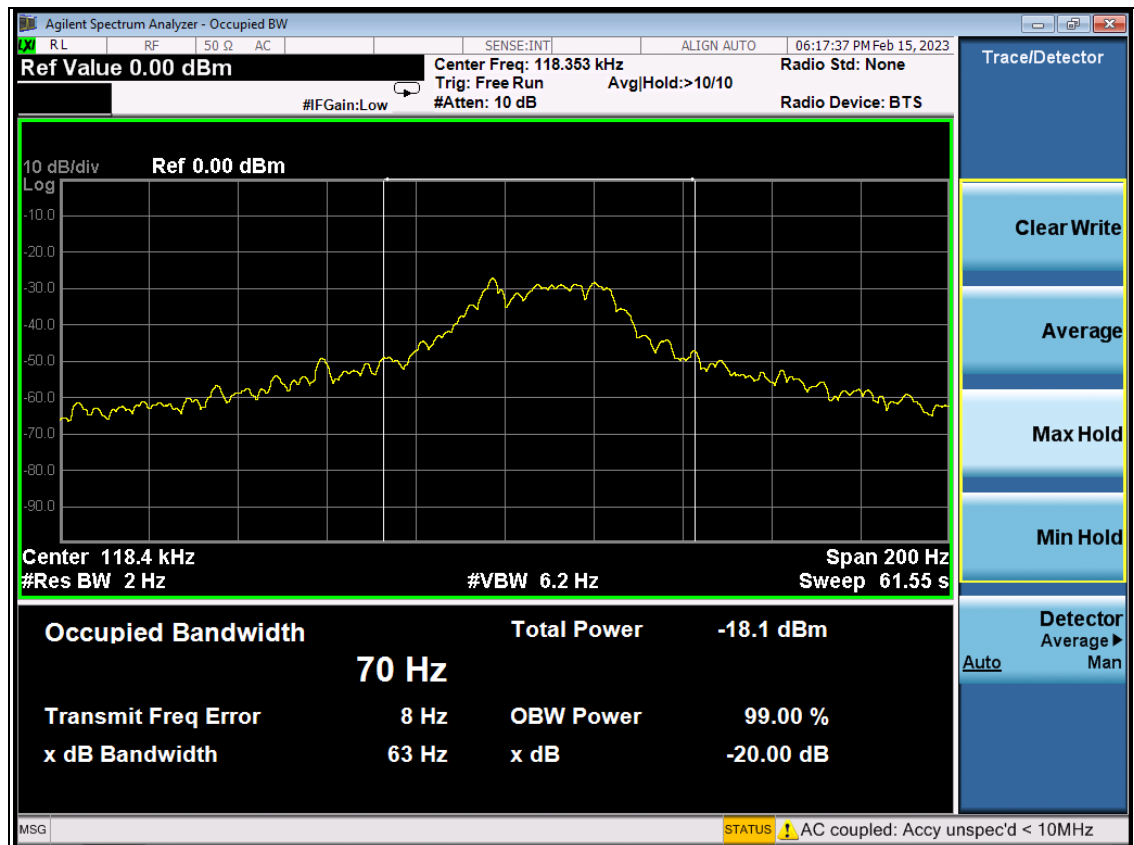 Agilent Spectrum Analyzer - Occupied BW
LXI RL RF 50 Ω AC SENSE:INT ALIGN AUTO 06:17:37 PM Feb 15, 2023
Ref Value 0.00 dBm Center Freq: 118.353 kHz Radio Std: None
Trig: Free Run Avg|Hold:>10/10
#IFGain:Low #Atten: 10 dB Radio Device: BTS
10 dB/div Ref 0.00 dBm
Log
-10.0
-20.0
-30.0
-40.0
-50.0
-60.0
-70.0
-80.0
-90.0
Center 118.4 kHz Span 200 Hz
#Res BW 2 Hz #VBW 6.2 Hz Sweep 61.55 s
Occupied Bandwidth Total Power -18.1 dBm
70 Hz
Transmit Freq Error 8 Hz OBW Power 99.00 %
x dB Bandwidth 63 Hz x dB -20.00 dB
Trace/Detector
Clear Write
Average
Max Hold
Min Hold
Detector
Average▶
Auto Man
MSG STATUS AC coupled: Accy unspec'd < 10MHz